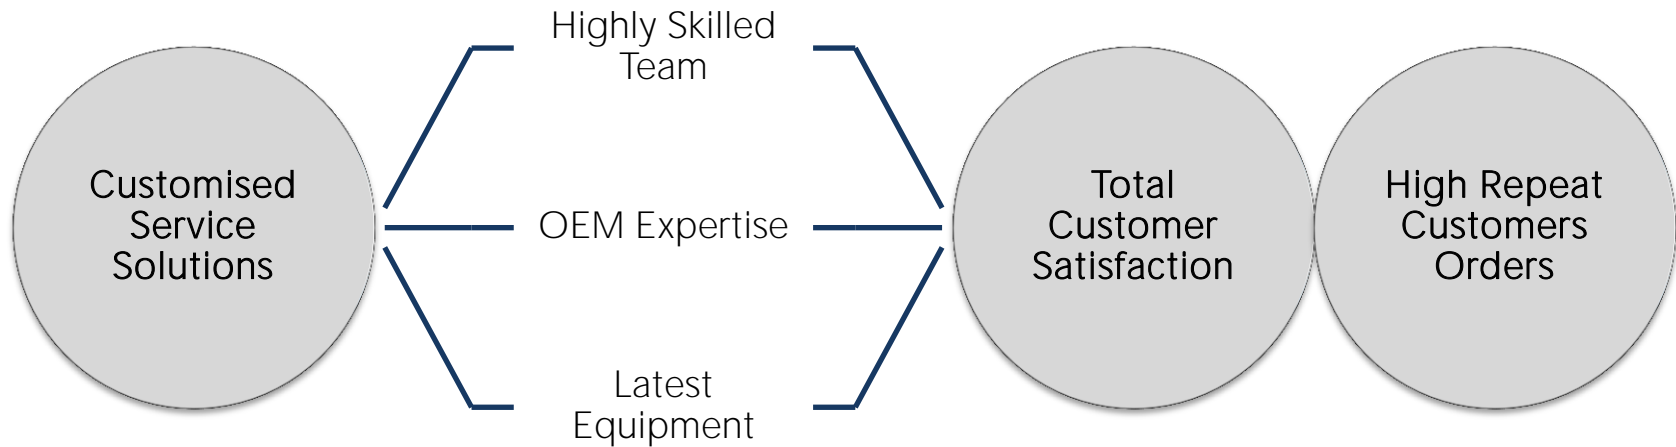 Customised
Service
Solutions
Highly Skilled
Team
OEM Expertise
Latest
Equipment
Total
Customer
Satisfaction
High Repeat
Customers
Orders